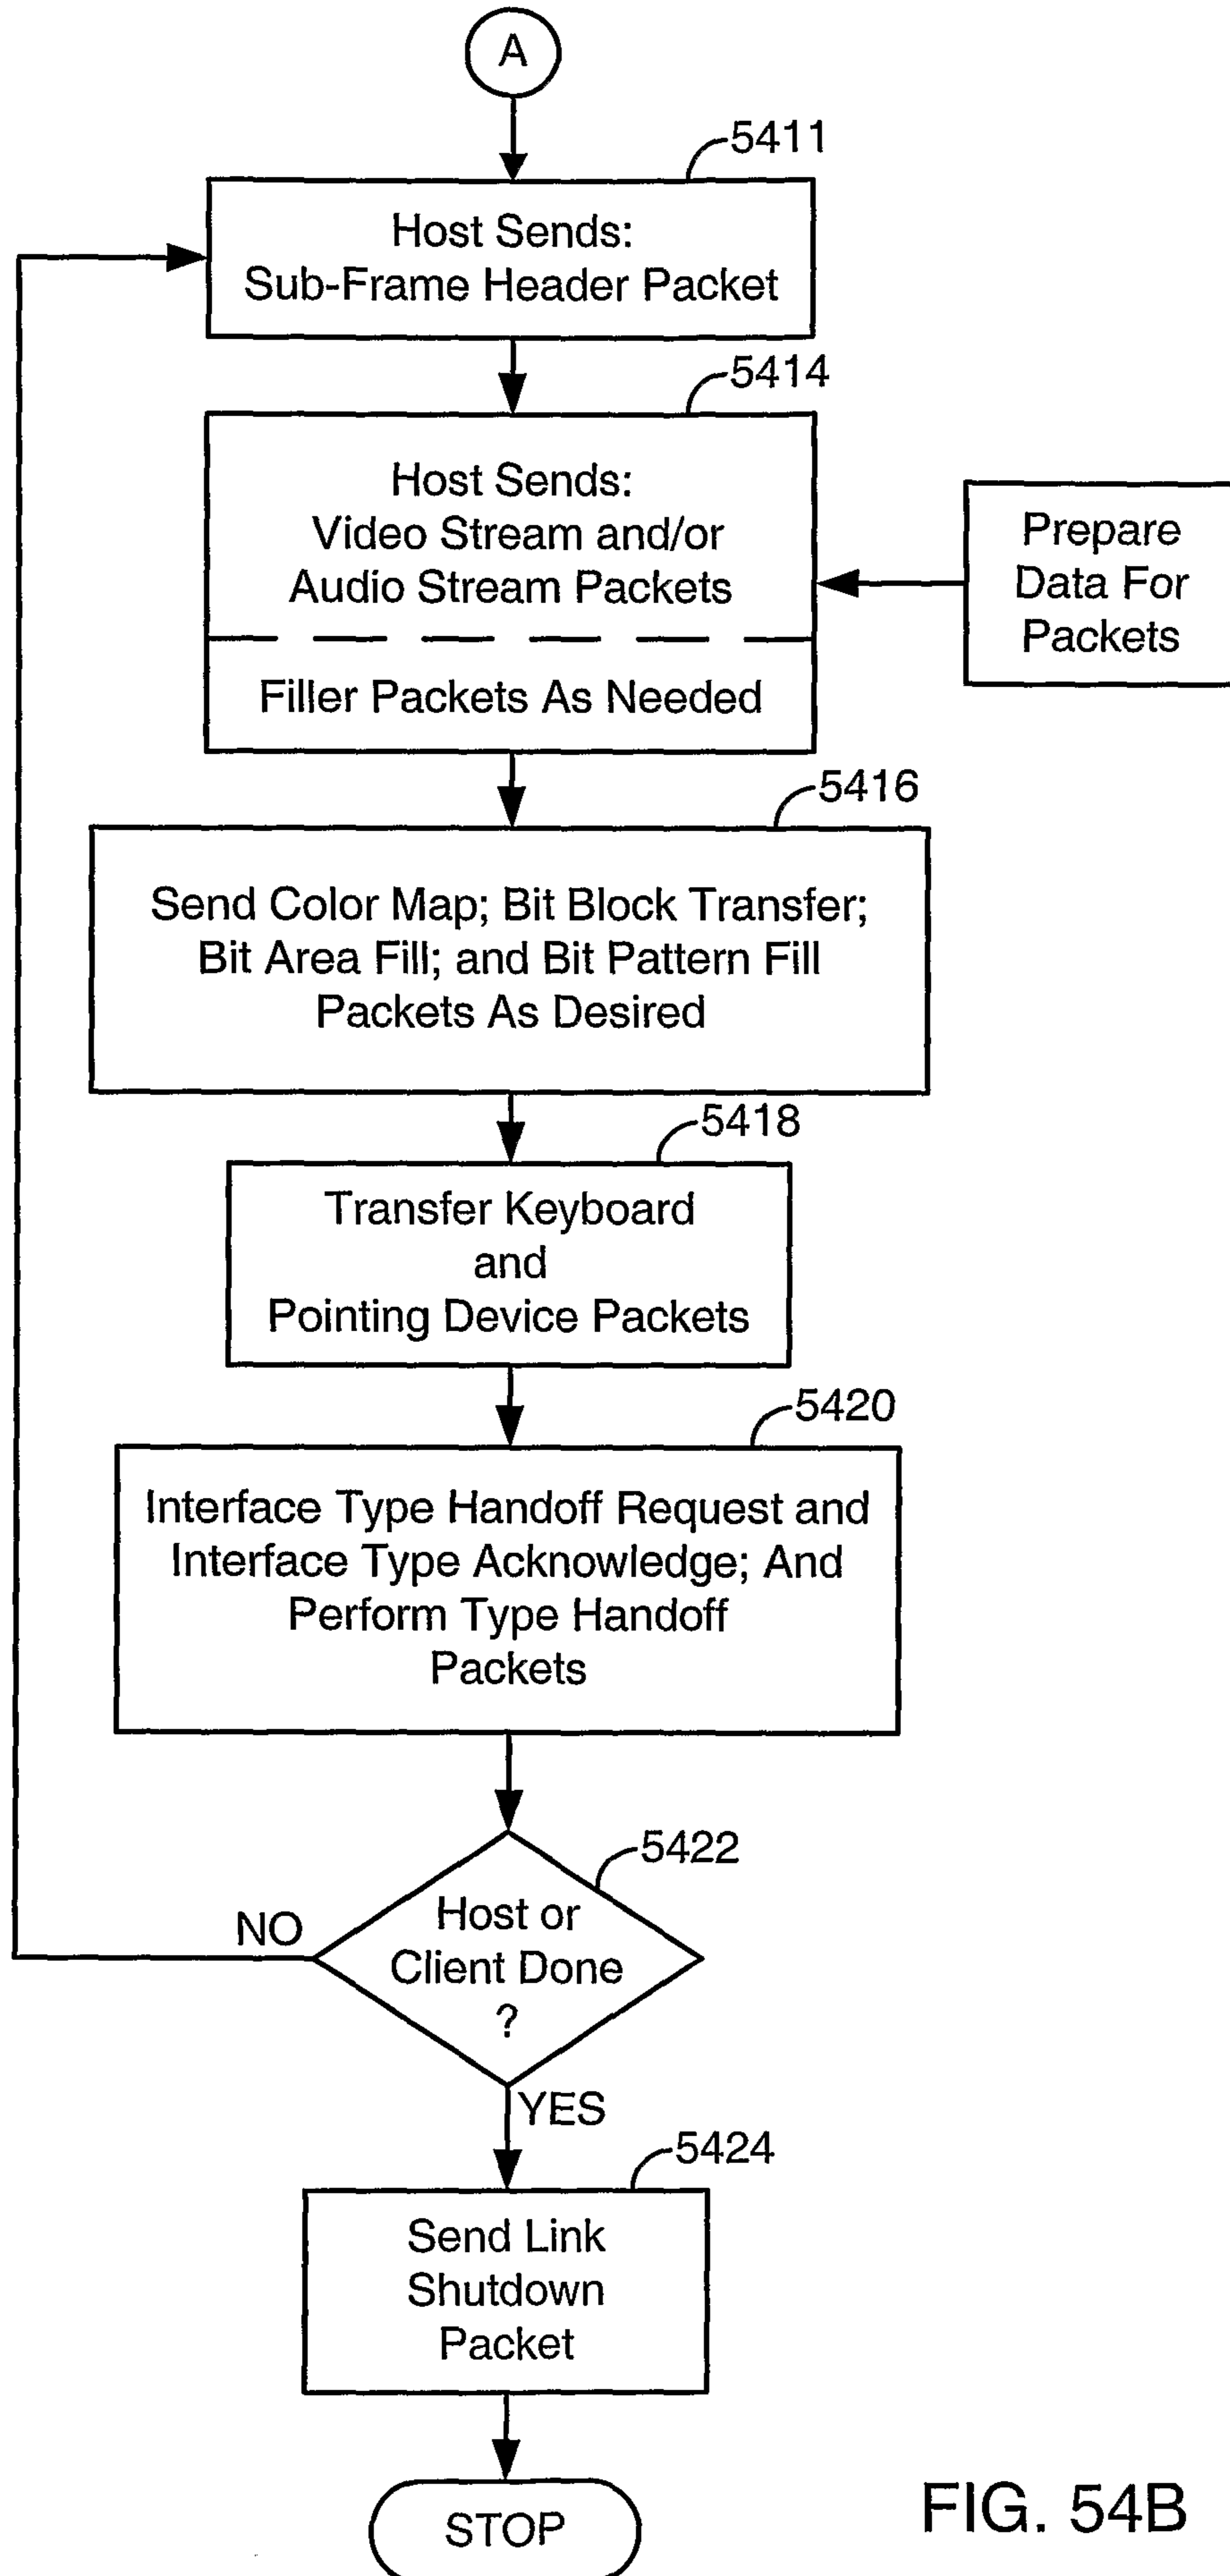 A
5411
Host Sends:
Sub-Frame Header Packet
5414
Host Sends:
Video Stream and/or
Audio Stream Packets
Filler Packets As Needed
Prepare
Data For
Packets
5416
Send Color Map; Bit Block Transfer;
Bit Area Fill; and Bit Pattern Fill
Packets As Desired
5418
Transfer Keyboard
and
Pointing Device Packets
5420
Interface Type Handoff Request and
Interface Type Acknowledge; And
Perform Type Handoff
Packets
5422
Host or
Client Done
?
NO
YES
5424
Send Link
Shutdown
Packet
STOP
FIG. 54B